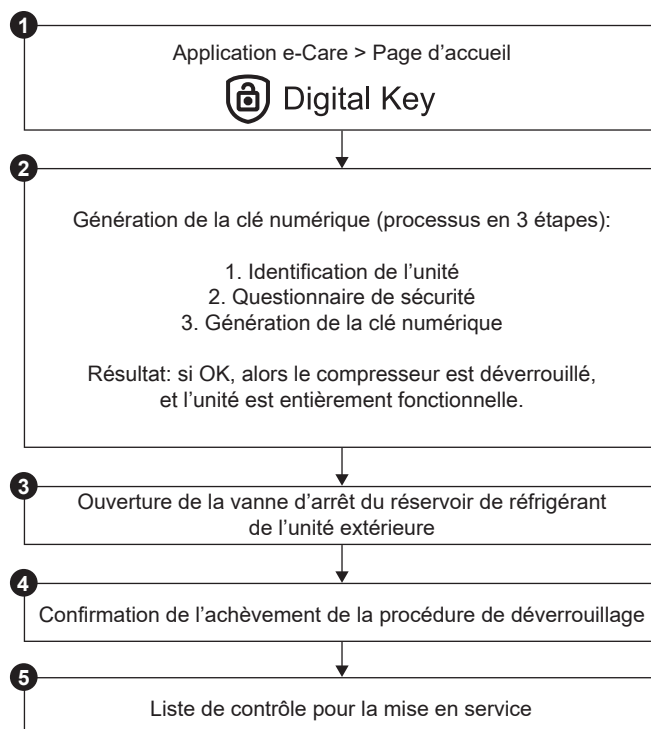 1
Application e-Care > Page d'accueil
Digital Key
2
Génération de la clé numérique (processus en 3 étapes):
1. Identification de l'unité
2. Questionnaire de sécurité
3. Génération de la clé numérique
Résultat: si OK, alors le compresseur est déverrouillé,
et l'unité est entièrement fonctionnelle.
3
Ouverture de la vanne d'arrêt du réservoir de réfrigérant
de l'unité extérieure
4
Confirmation de l'achèvement de la procédure de déverrouillage
5
Liste de contrôle pour la mise en service